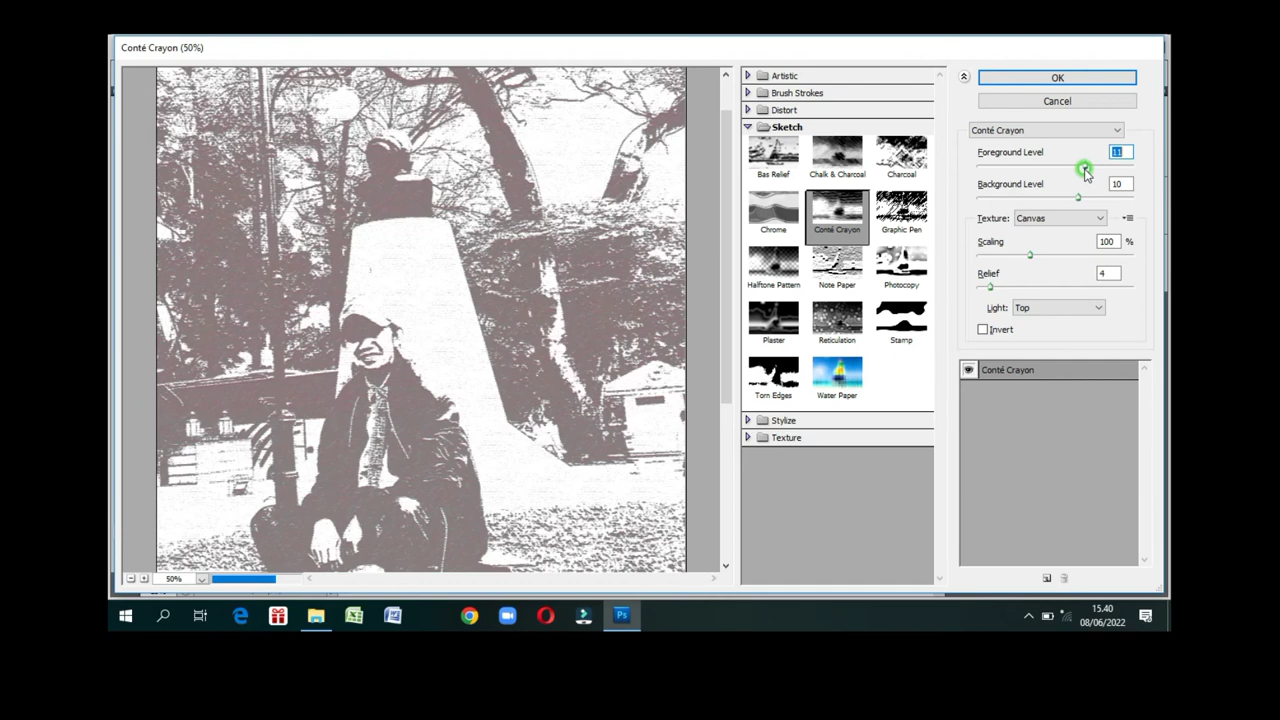 Conté Crayon (50%)
Artistic
Brush Strokes
Distort
Sketch
Bas Relief
Chalk & Charcoal
Charcoal
Chrome
Conté Crayon
Graphic Pen
Halftone Pattern
Note Paper
Photocopy
Plaster
Reticulation
Stamp
Torn Edges
Water Paper
Stylize
Texture
OK
Cancel
Conté Crayon
Foreground Level 11
Background Level 10
Texture: Canvas
Scaling 100 %
Relief 4
Light: Top
Invert
Conté Crayon
50%
Ps
15.40
08/06/2022